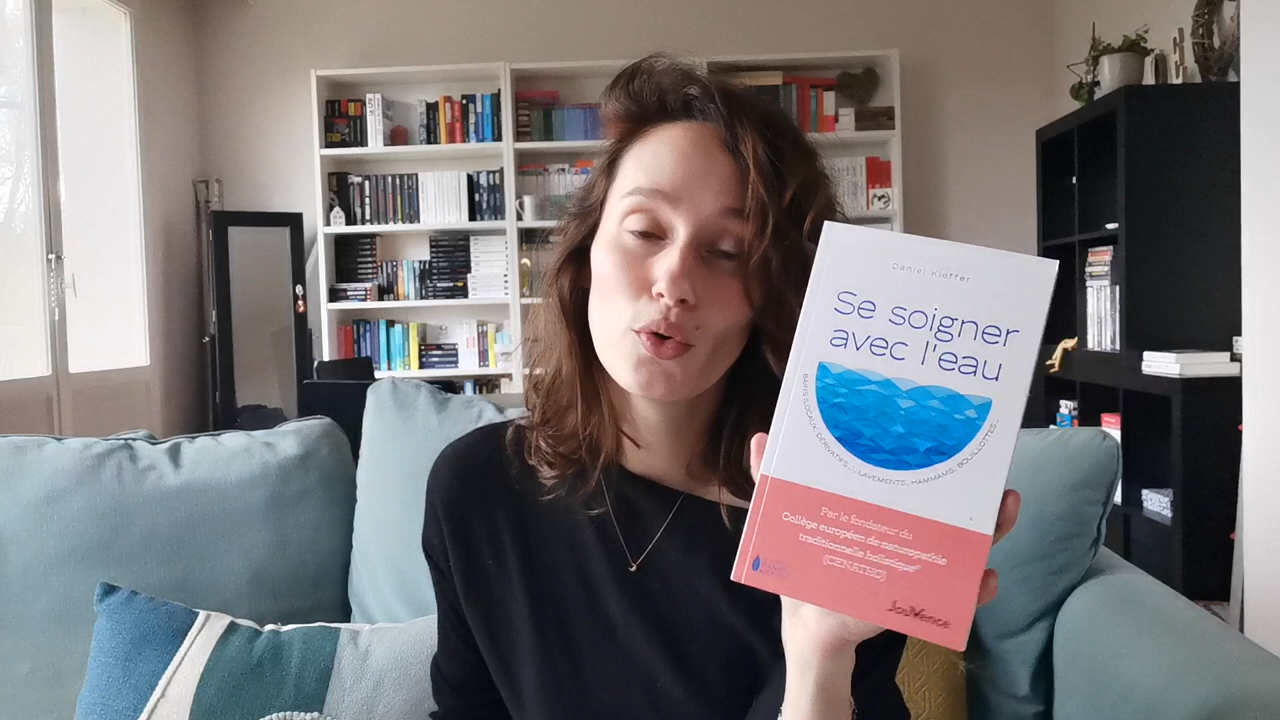 Daniel Kieffer
Se soigner
avec l'eau
BAINS (LOCAUX, DÉRIVATIFS...), LAVEMENTS, HAMMAMS, BOUILLOTTES...
Par le fondateur du
Collège européen de naturopathie
traditionnelle holistique®
(CENATHO)
Jouvence